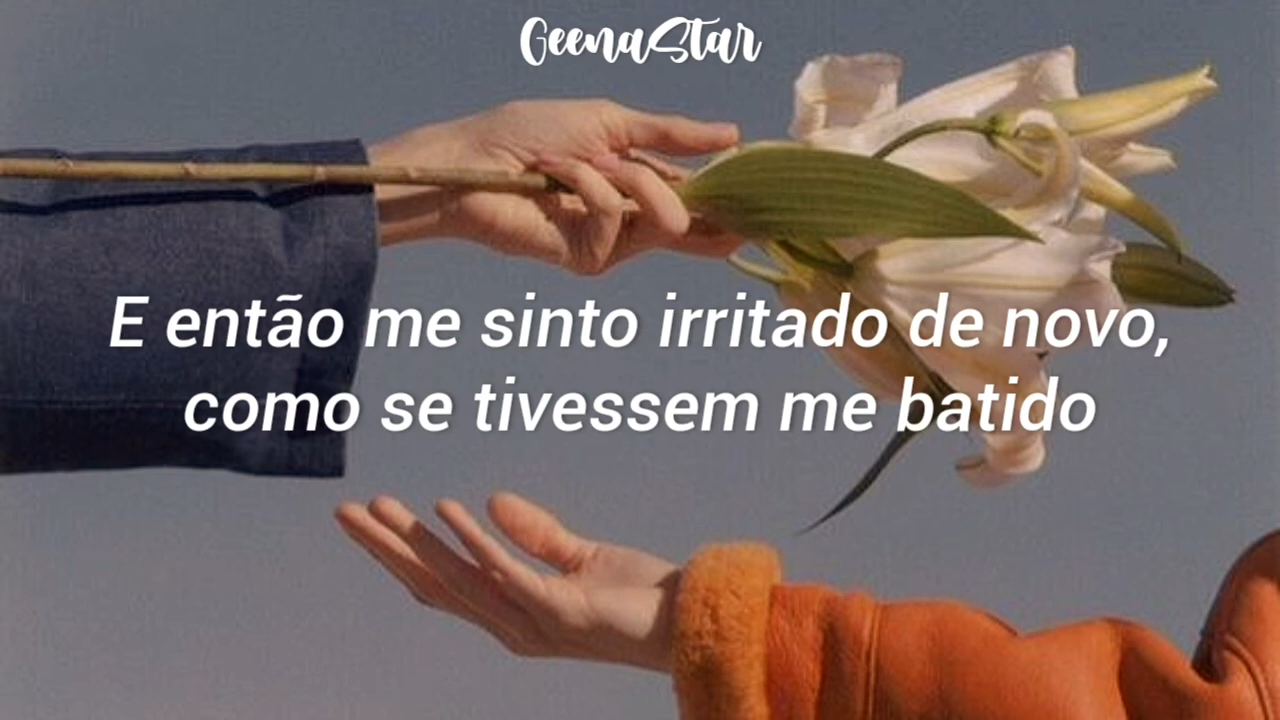 GeenaStar
E então me sinto irritado de novo,
como se tivessem me batido